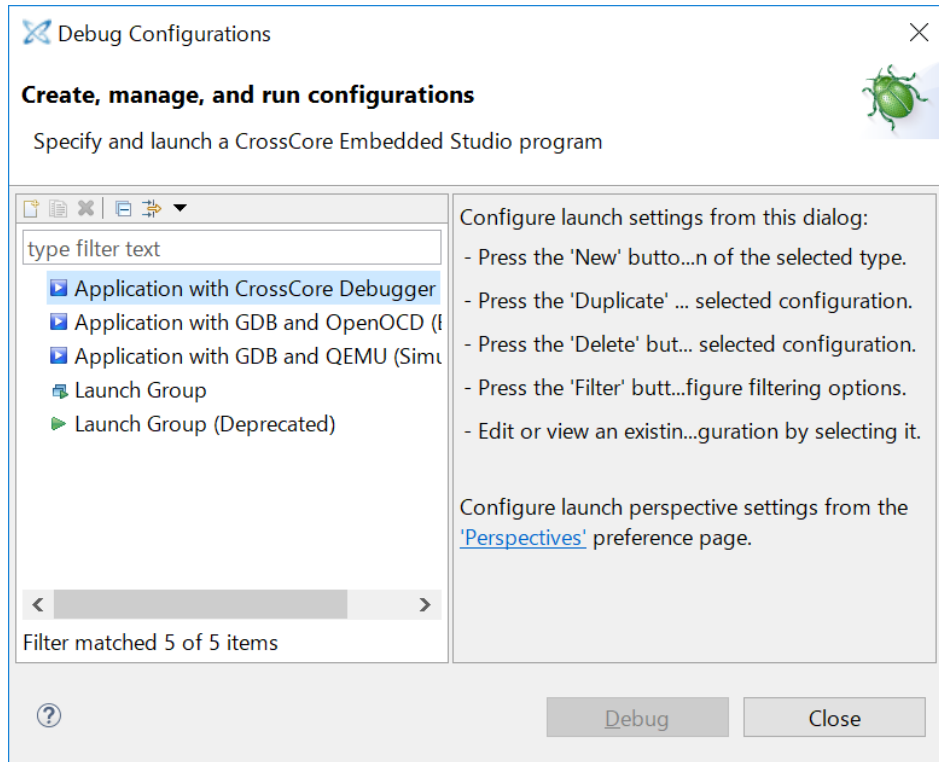 Debug Configurations
Create, manage, and run configurations
Specify and launch a CrossCore Embedded Studio program
type filter text
Application with CrossCore Debugger
Application with GDB and OpenOCD (
Application with GDB and QEMU (Simu
Launch Group
Launch Group (Deprecated)
Filter matched 5 of 5 items
Configure launch settings from this dialog:
- Press the 'New' butto...n of the selected type.
- Press the 'Duplicate' ... selected configuration.
- Press the 'Delete' but... selected configuration.
- Press the 'Filter' butt...figure filtering options.
- Edit or view an existin...guration by selecting it.
Configure launch perspective settings from the
'Perspectives' preference page.
?
Debug
Close